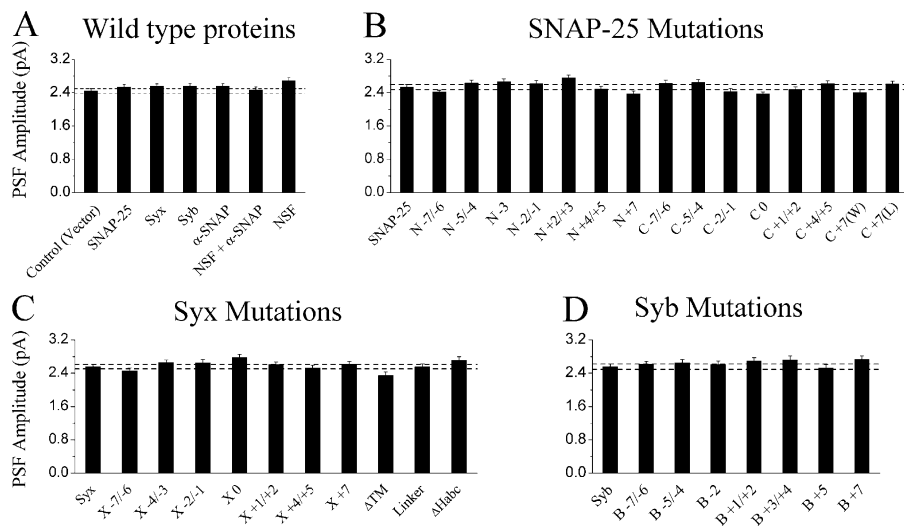 A Wild type proteins
PSF Amplitude (pA)
3.2
2.4
1.6
0.8
0.0
Control (Vector)
SNAP-25
Syx
Syb
α-SNAP
NSF + α-SNAP
NSF
B SNAP-25 Mutations
3.2
2.4
1.6
0.8
0.0
SNAP-25
N -7/-6
N -5/-4
N -3
N -2/-1
N +2/+3
N +4/+5
N +7
C -7/-6
C -5/-4
C -2/-1
C 0
C +1/+2
C +4/+5
C +7(W)
C +7(L)
C Syx Mutations
PSF Amplitude (pA)
3.2
2.4
1.6
0.8
0.0
Syx
X -7/-6
X -4/-3
X -2/-1
X 0
X +1/+2
X +4/+5
X +7
ΔTM
Linker
ΔHabc
D Syb Mutations
3.2
2.4
1.6
0.8
0.0
Syb
B -7/-6
B -5/-4
B -2
B +1/+2
B +3/+4
B +5
B +7